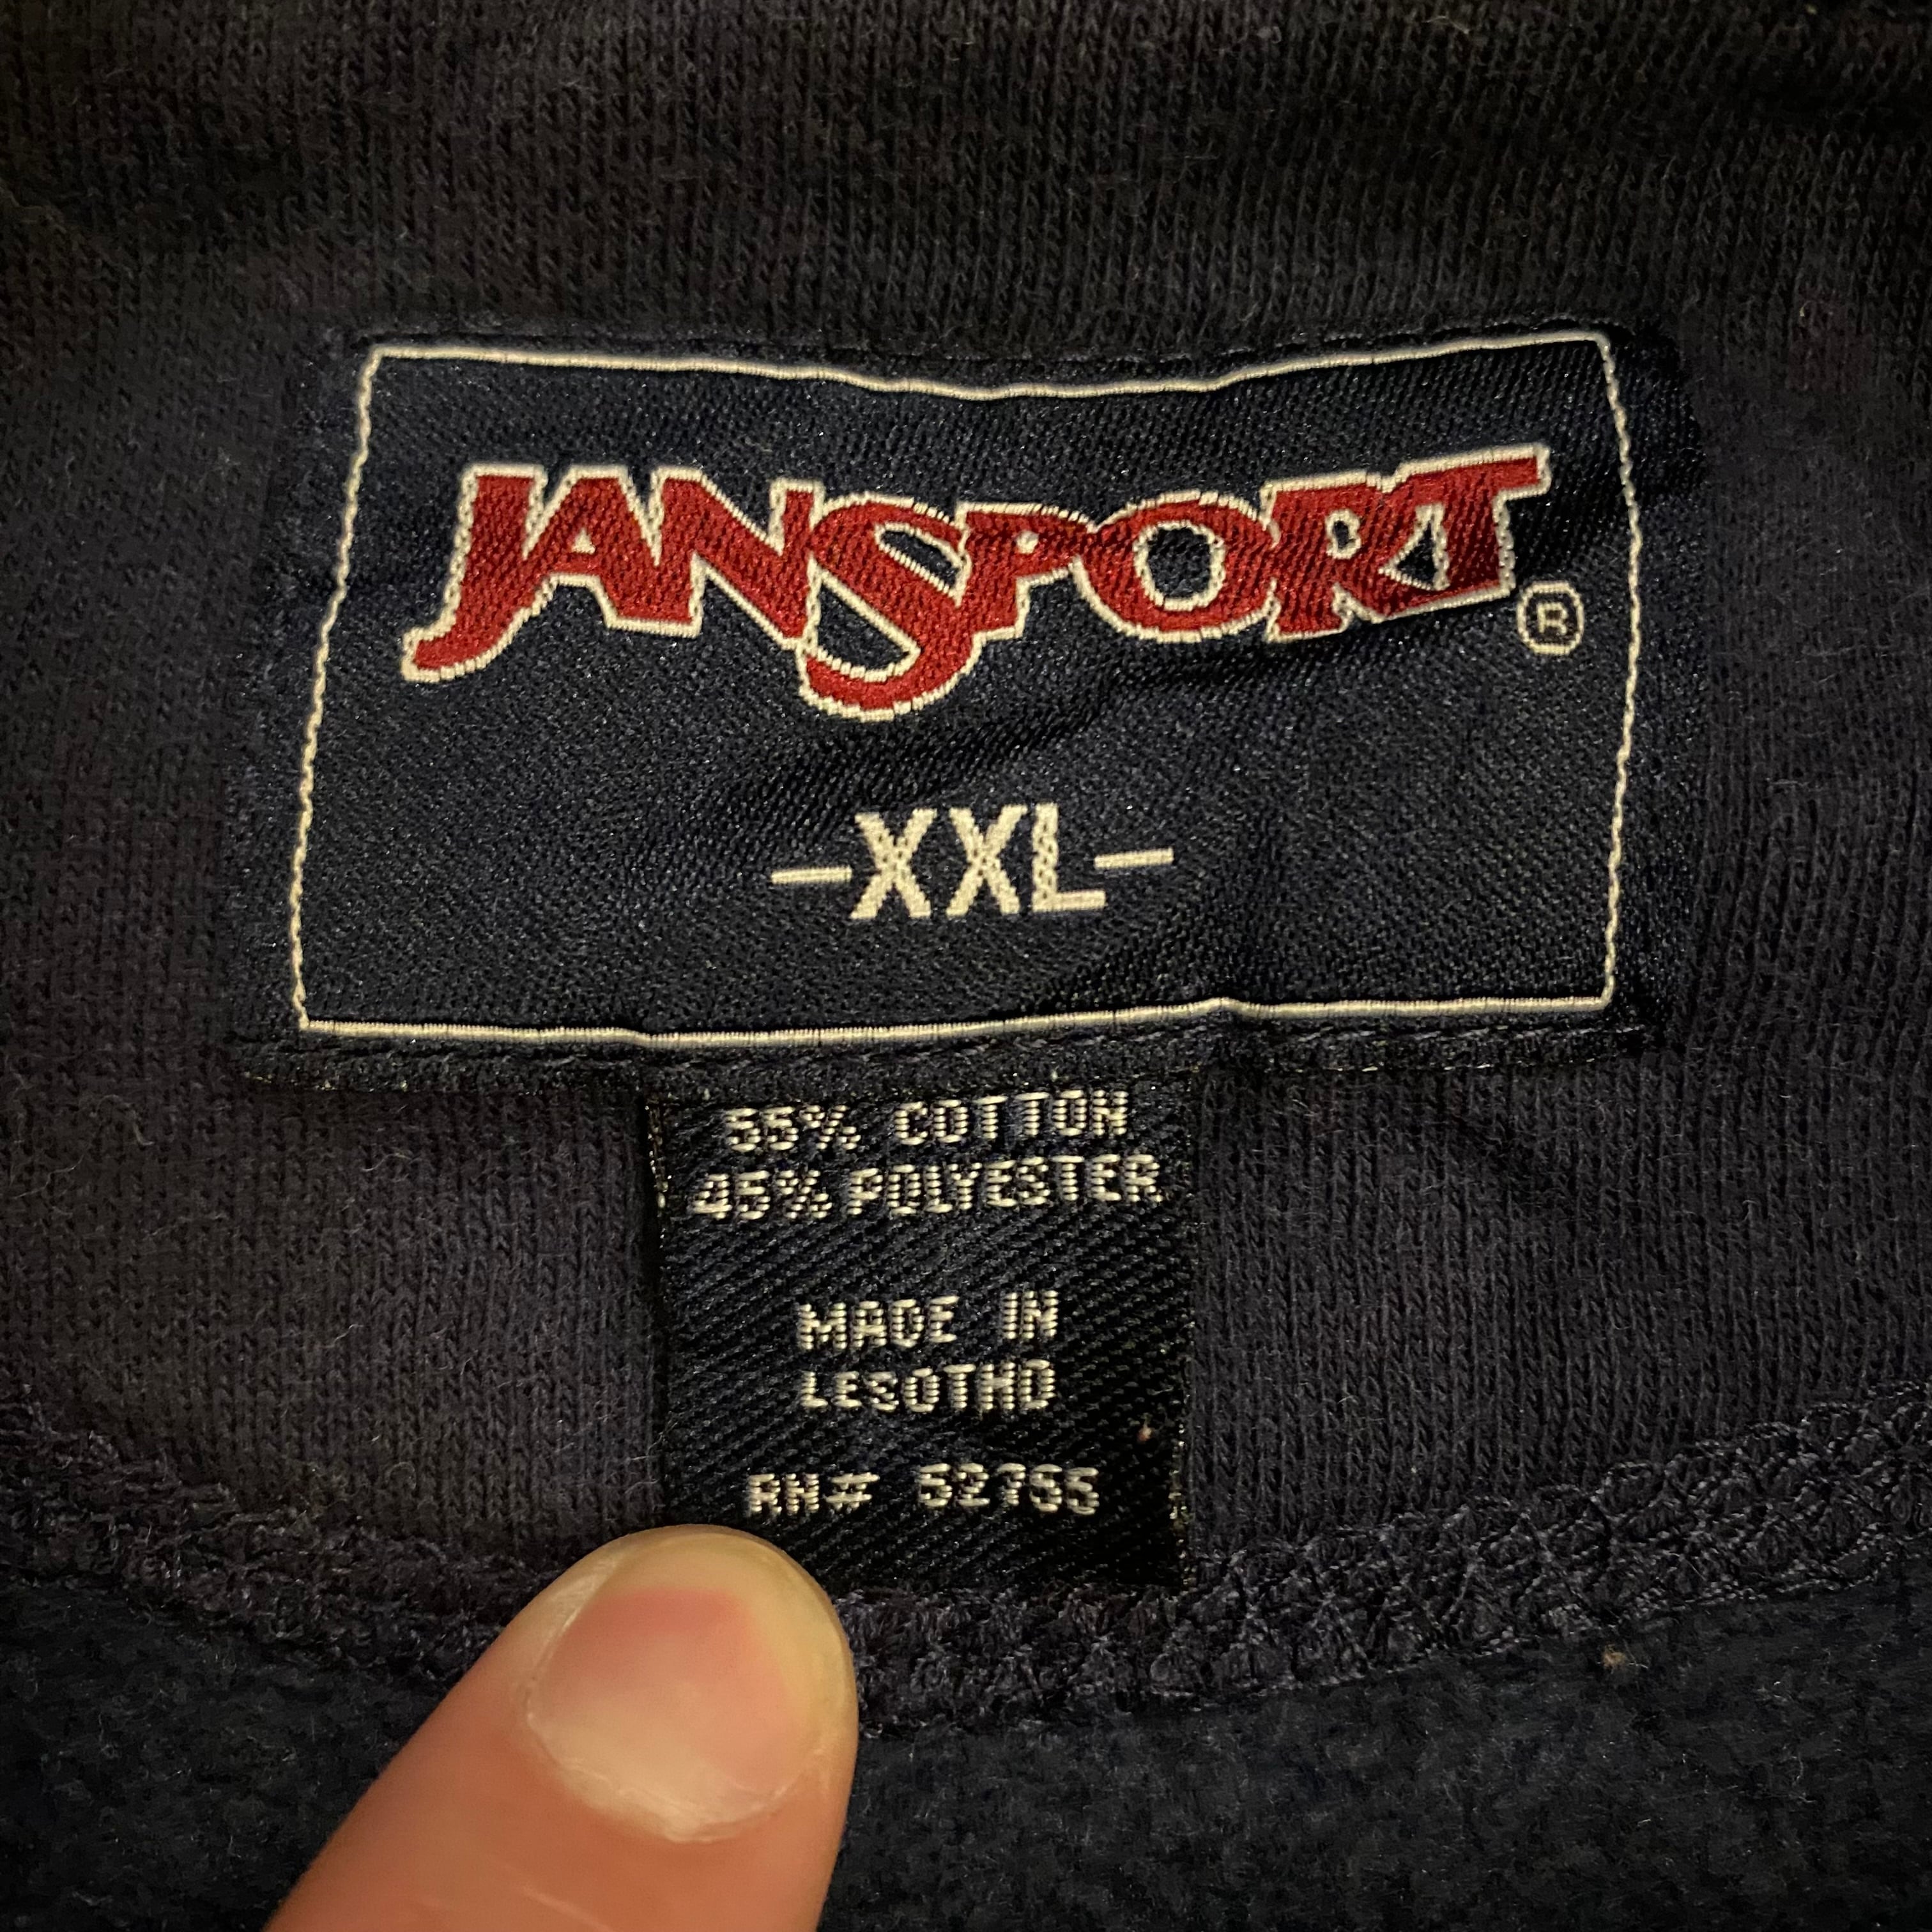 JANSPORT®
-XXL-
55% COTTON
45% POLYESTER
MADE IN
LESOTHO
RN# 52755